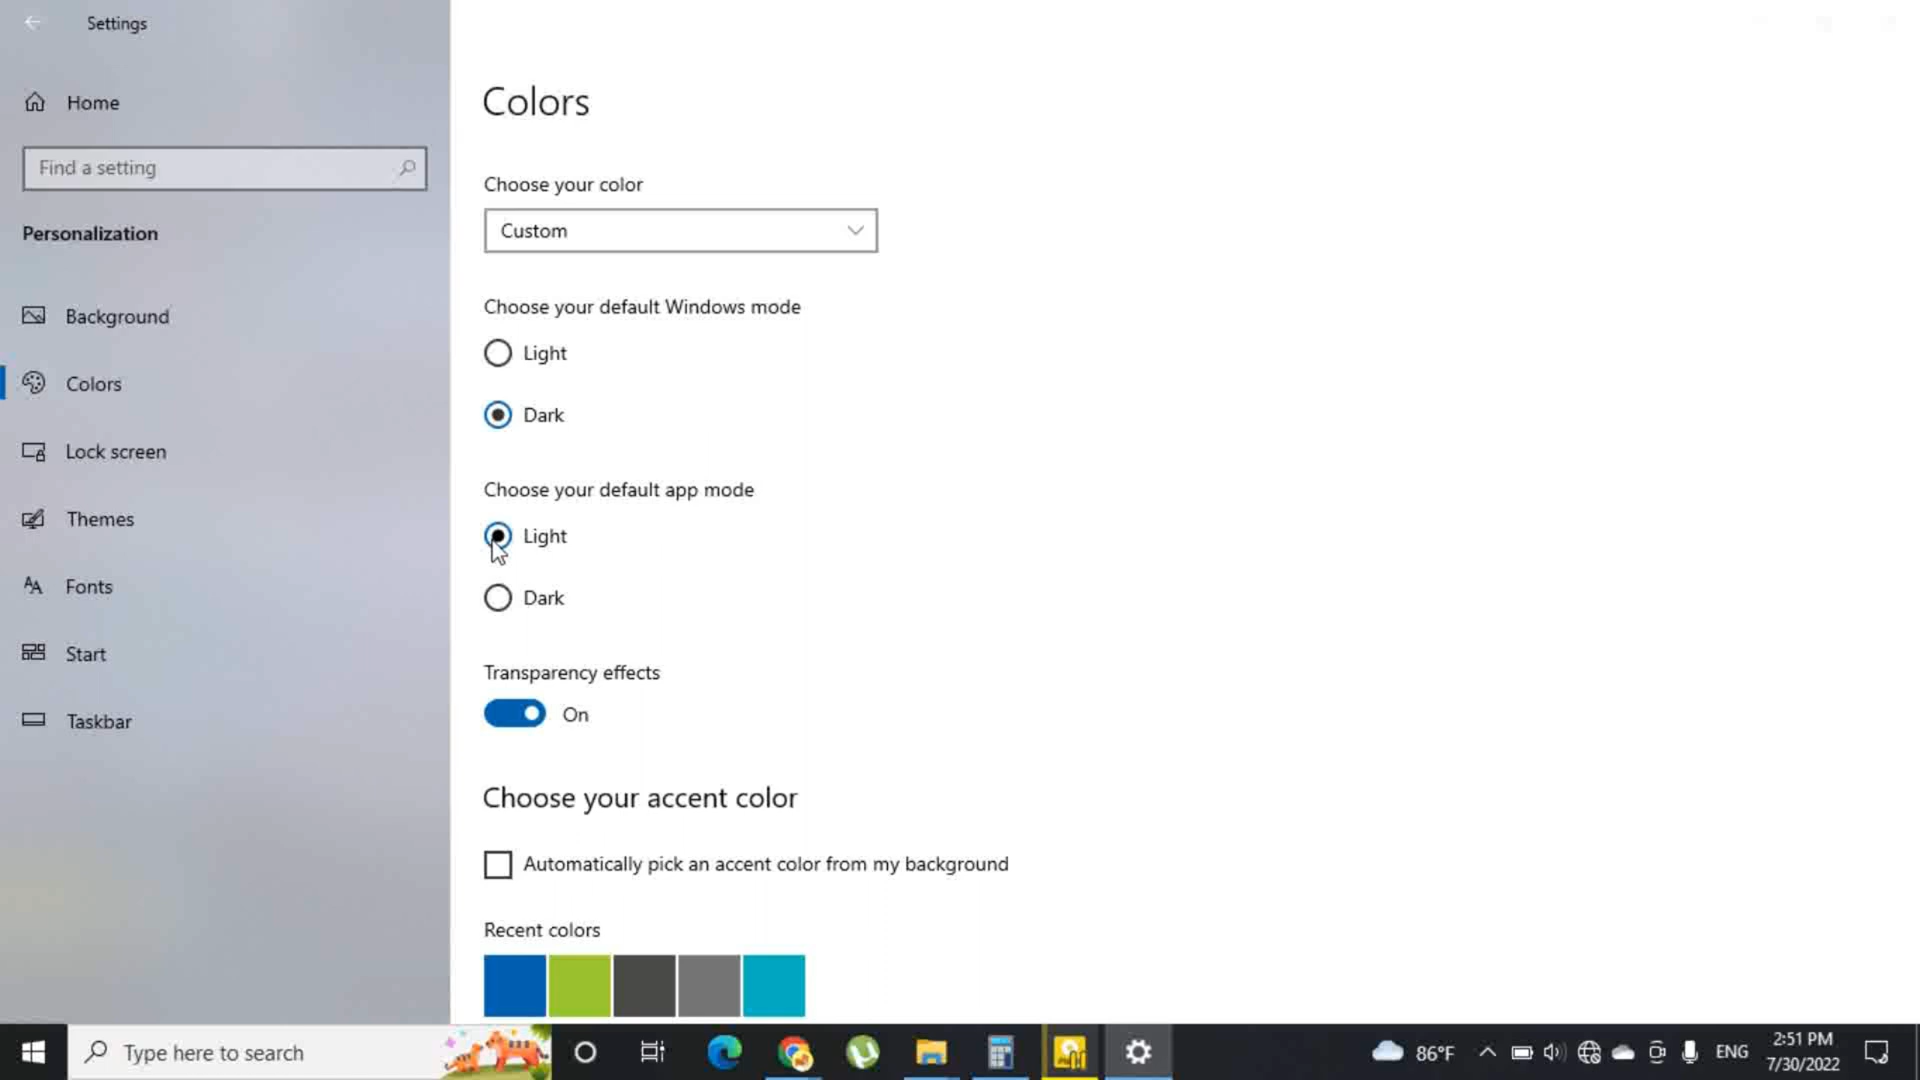 Settings
Home
Find a setting
Personalization
Background
Colors
Lock screen
Themes
Fonts
Start
Taskbar
Colors
Choose your color
Custom
Choose your default Windows mode
Light
Dark
Choose your default app mode
Light
Dark
Transparency effects
On
Choose your accent color
Automatically pick an accent color from my background
Recent colors
Type here to search
86°F
ENG
2:51 PM
7/30/2022